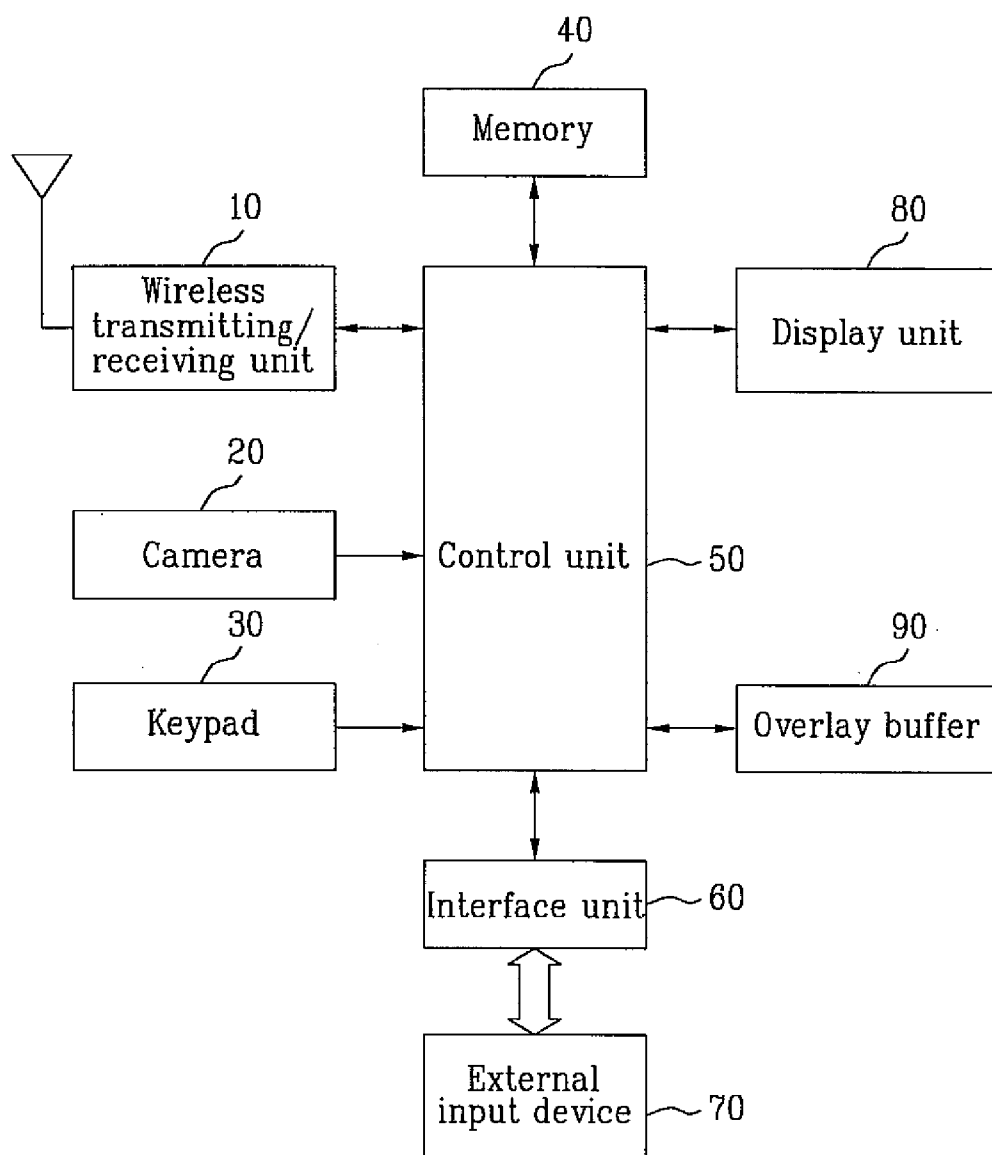 40
Memory
10
Wireless
transmitting/
receiving unit
80
Display unit
20
Camera
Control unit
50
30
Keypad
90
Overlay buffer
Interface unit
60
External
input device
70